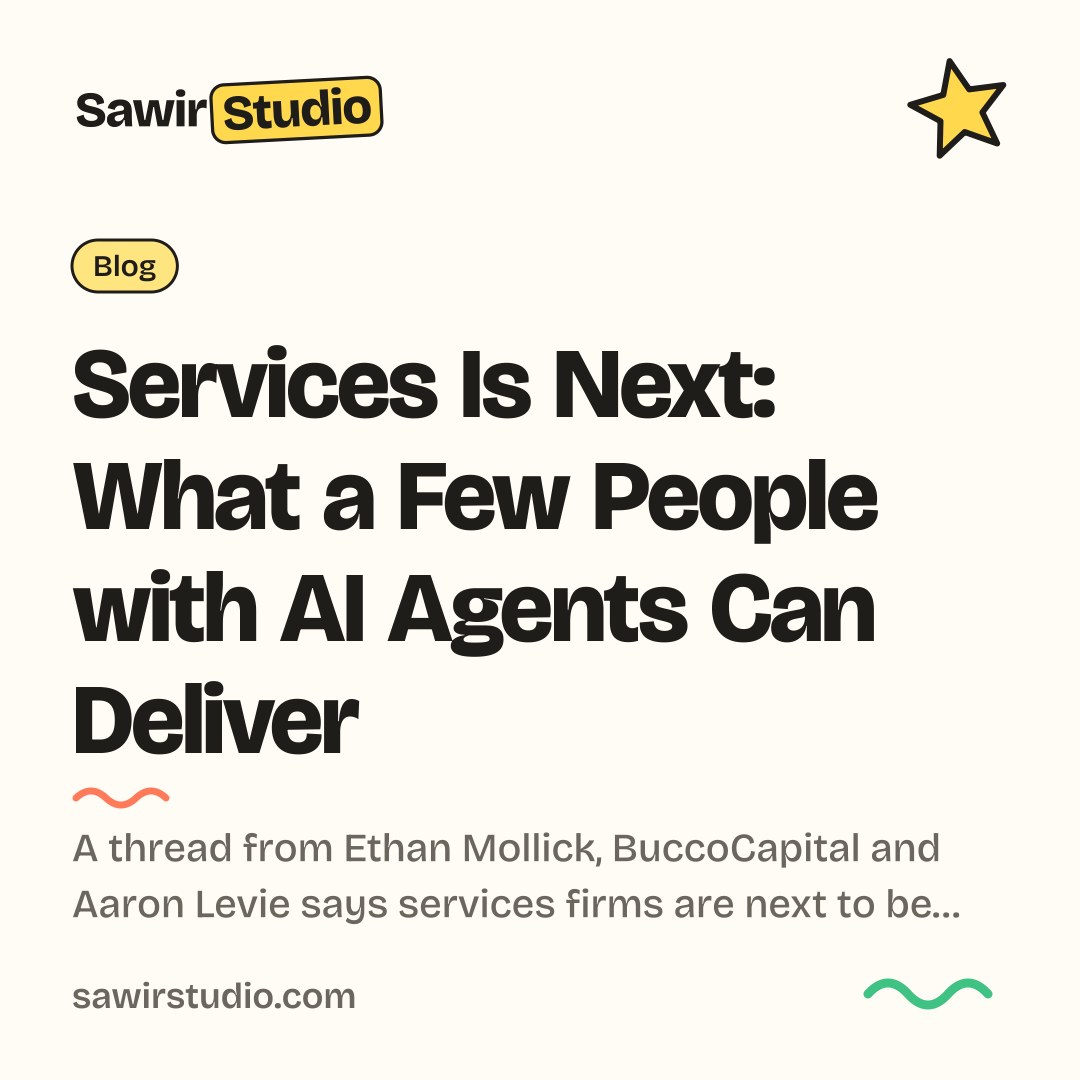 Sawir Studio
Blog
Services Is Next:
What a Few People
with AI Agents Can
Deliver
A thread from Ethan Mollick, BuccoCapital and
Aaron Levie says services firms are next to be...
sawirstudio.com